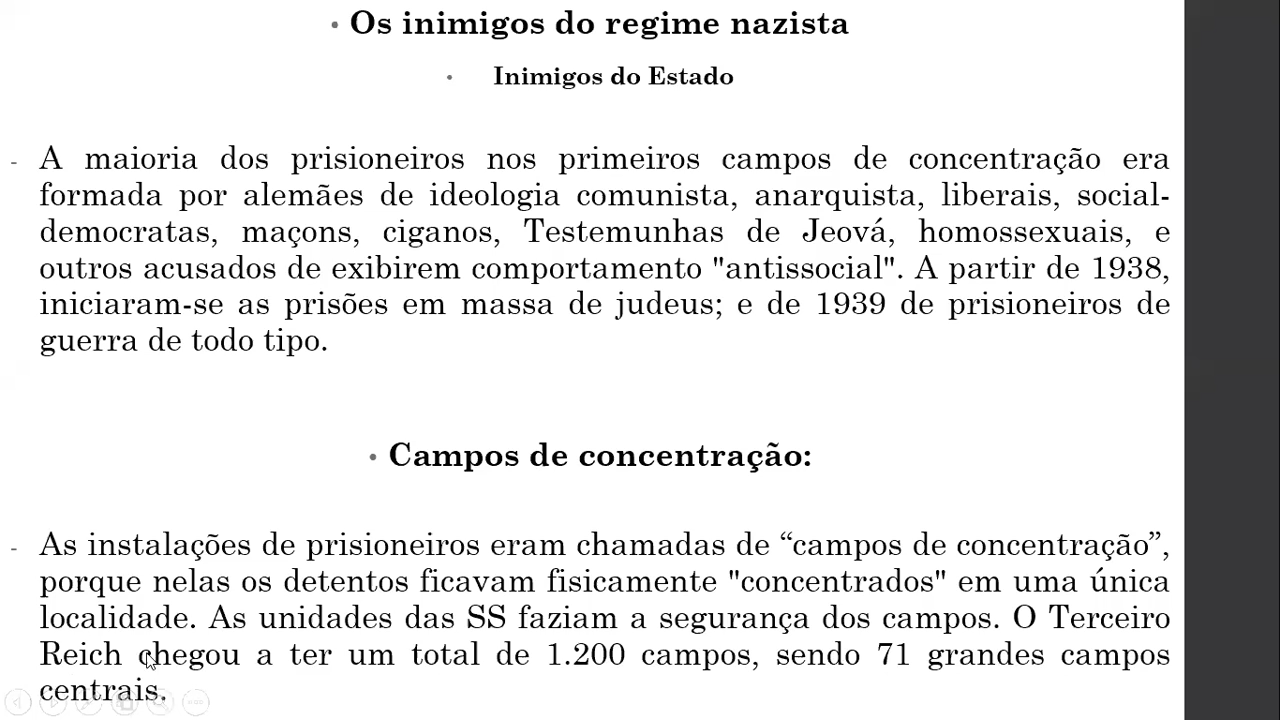 • Os inimigos do regime nazista
• Inimigos do Estado
- A maioria dos prisioneiros nos primeiros campos de concentração era
formada por alemães de ideologia comunista, anarquista, liberais, social-
democratas, maçons, ciganos, Testemunhas de Jeová, homossexuais, e
outros acusados de exibirem comportamento "antissocial". A partir de 1938,
iniciaram-se as prisões em massa de judeus; e de 1939 de prisioneiros de
guerra de todo tipo.
• Campos de concentração:
- As instalações de prisioneiros eram chamadas de “campos de concentração”,
porque nelas os detentos ficavam fisicamente "concentrados" em uma única
localidade. As unidades das SS faziam a segurança dos campos. O Terceiro
Reich chegou a ter um total de 1.200 campos, sendo 71 grandes campos
centrais.